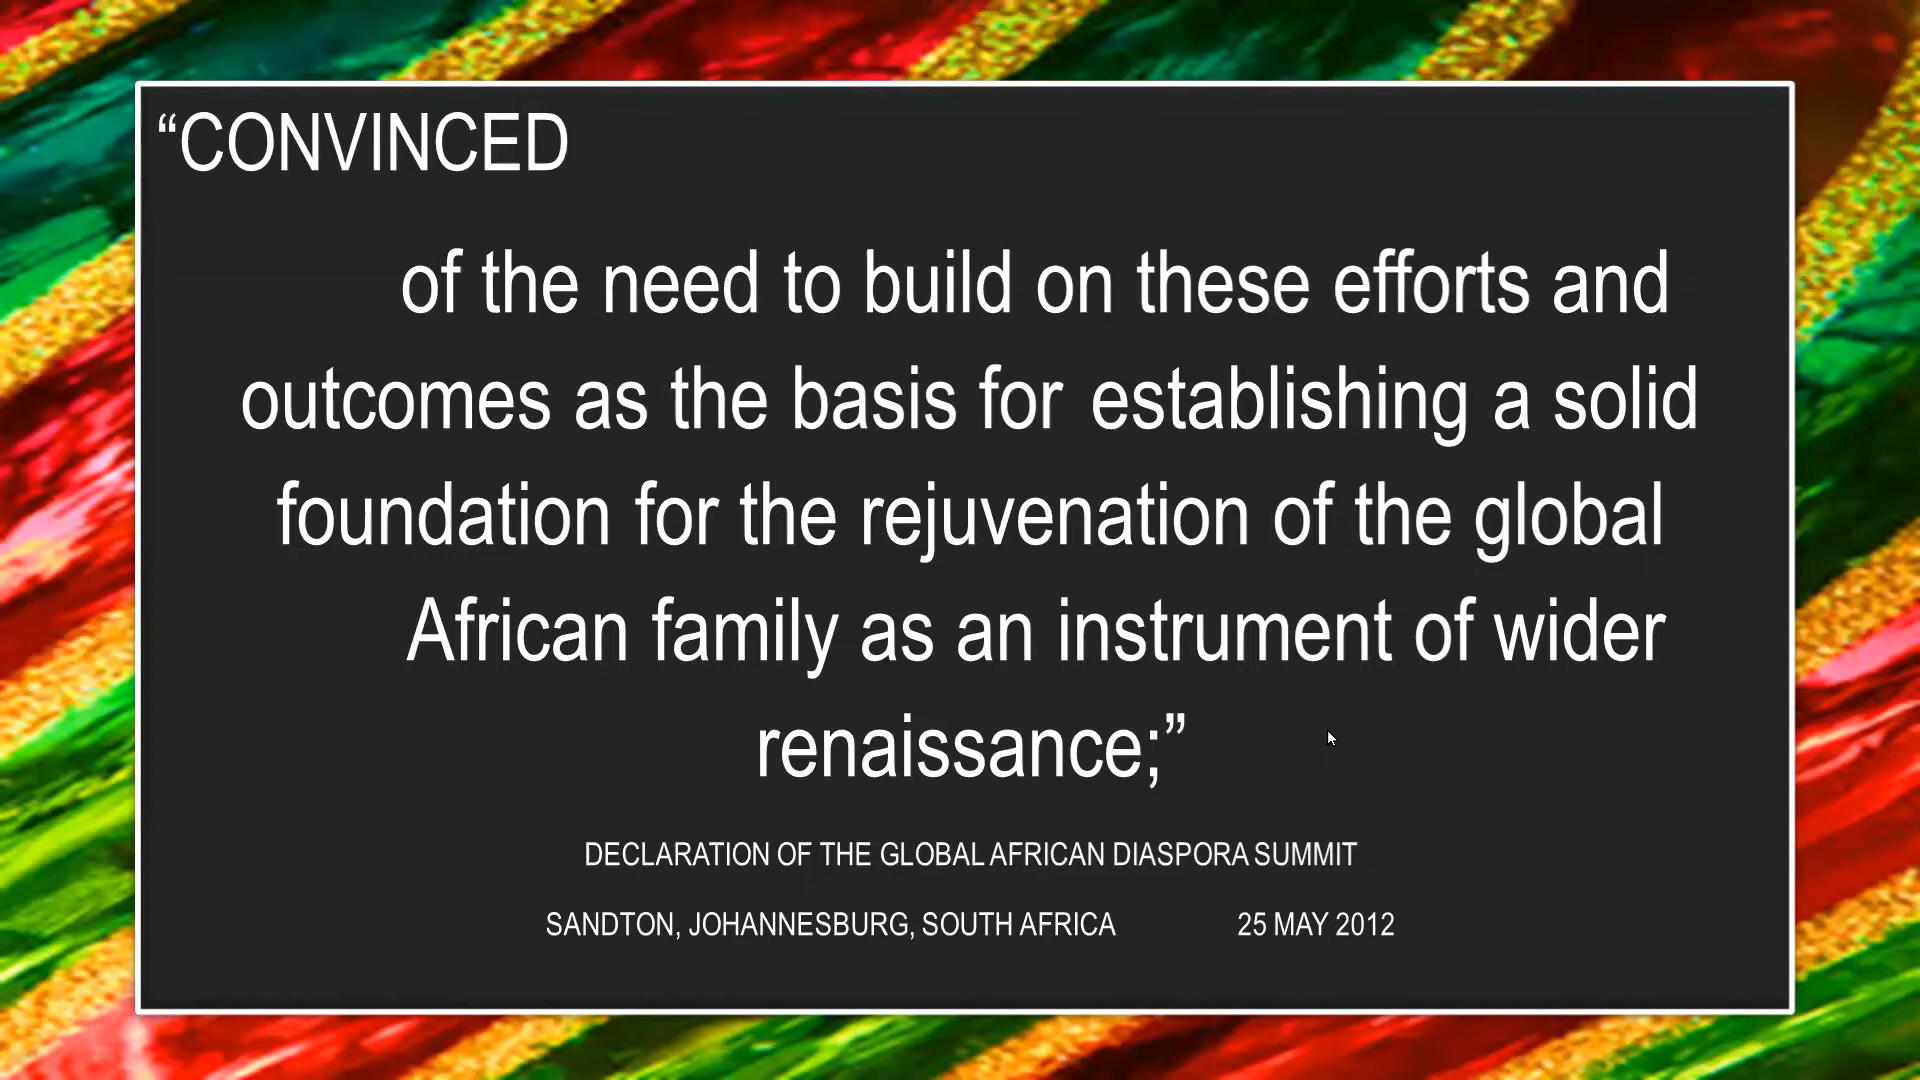 “CONVINCED
of the need to build on these efforts and
outcomes as the basis for establishing a solid
foundation for the rejuvenation of the global
African family as an instrument of wider
renaissance;”
DECLARATION OF THE GLOBAL AFRICAN DIASPORA SUMMIT
SANDTON, JOHANNESBURG, SOUTH AFRICA 25 MAY 2012